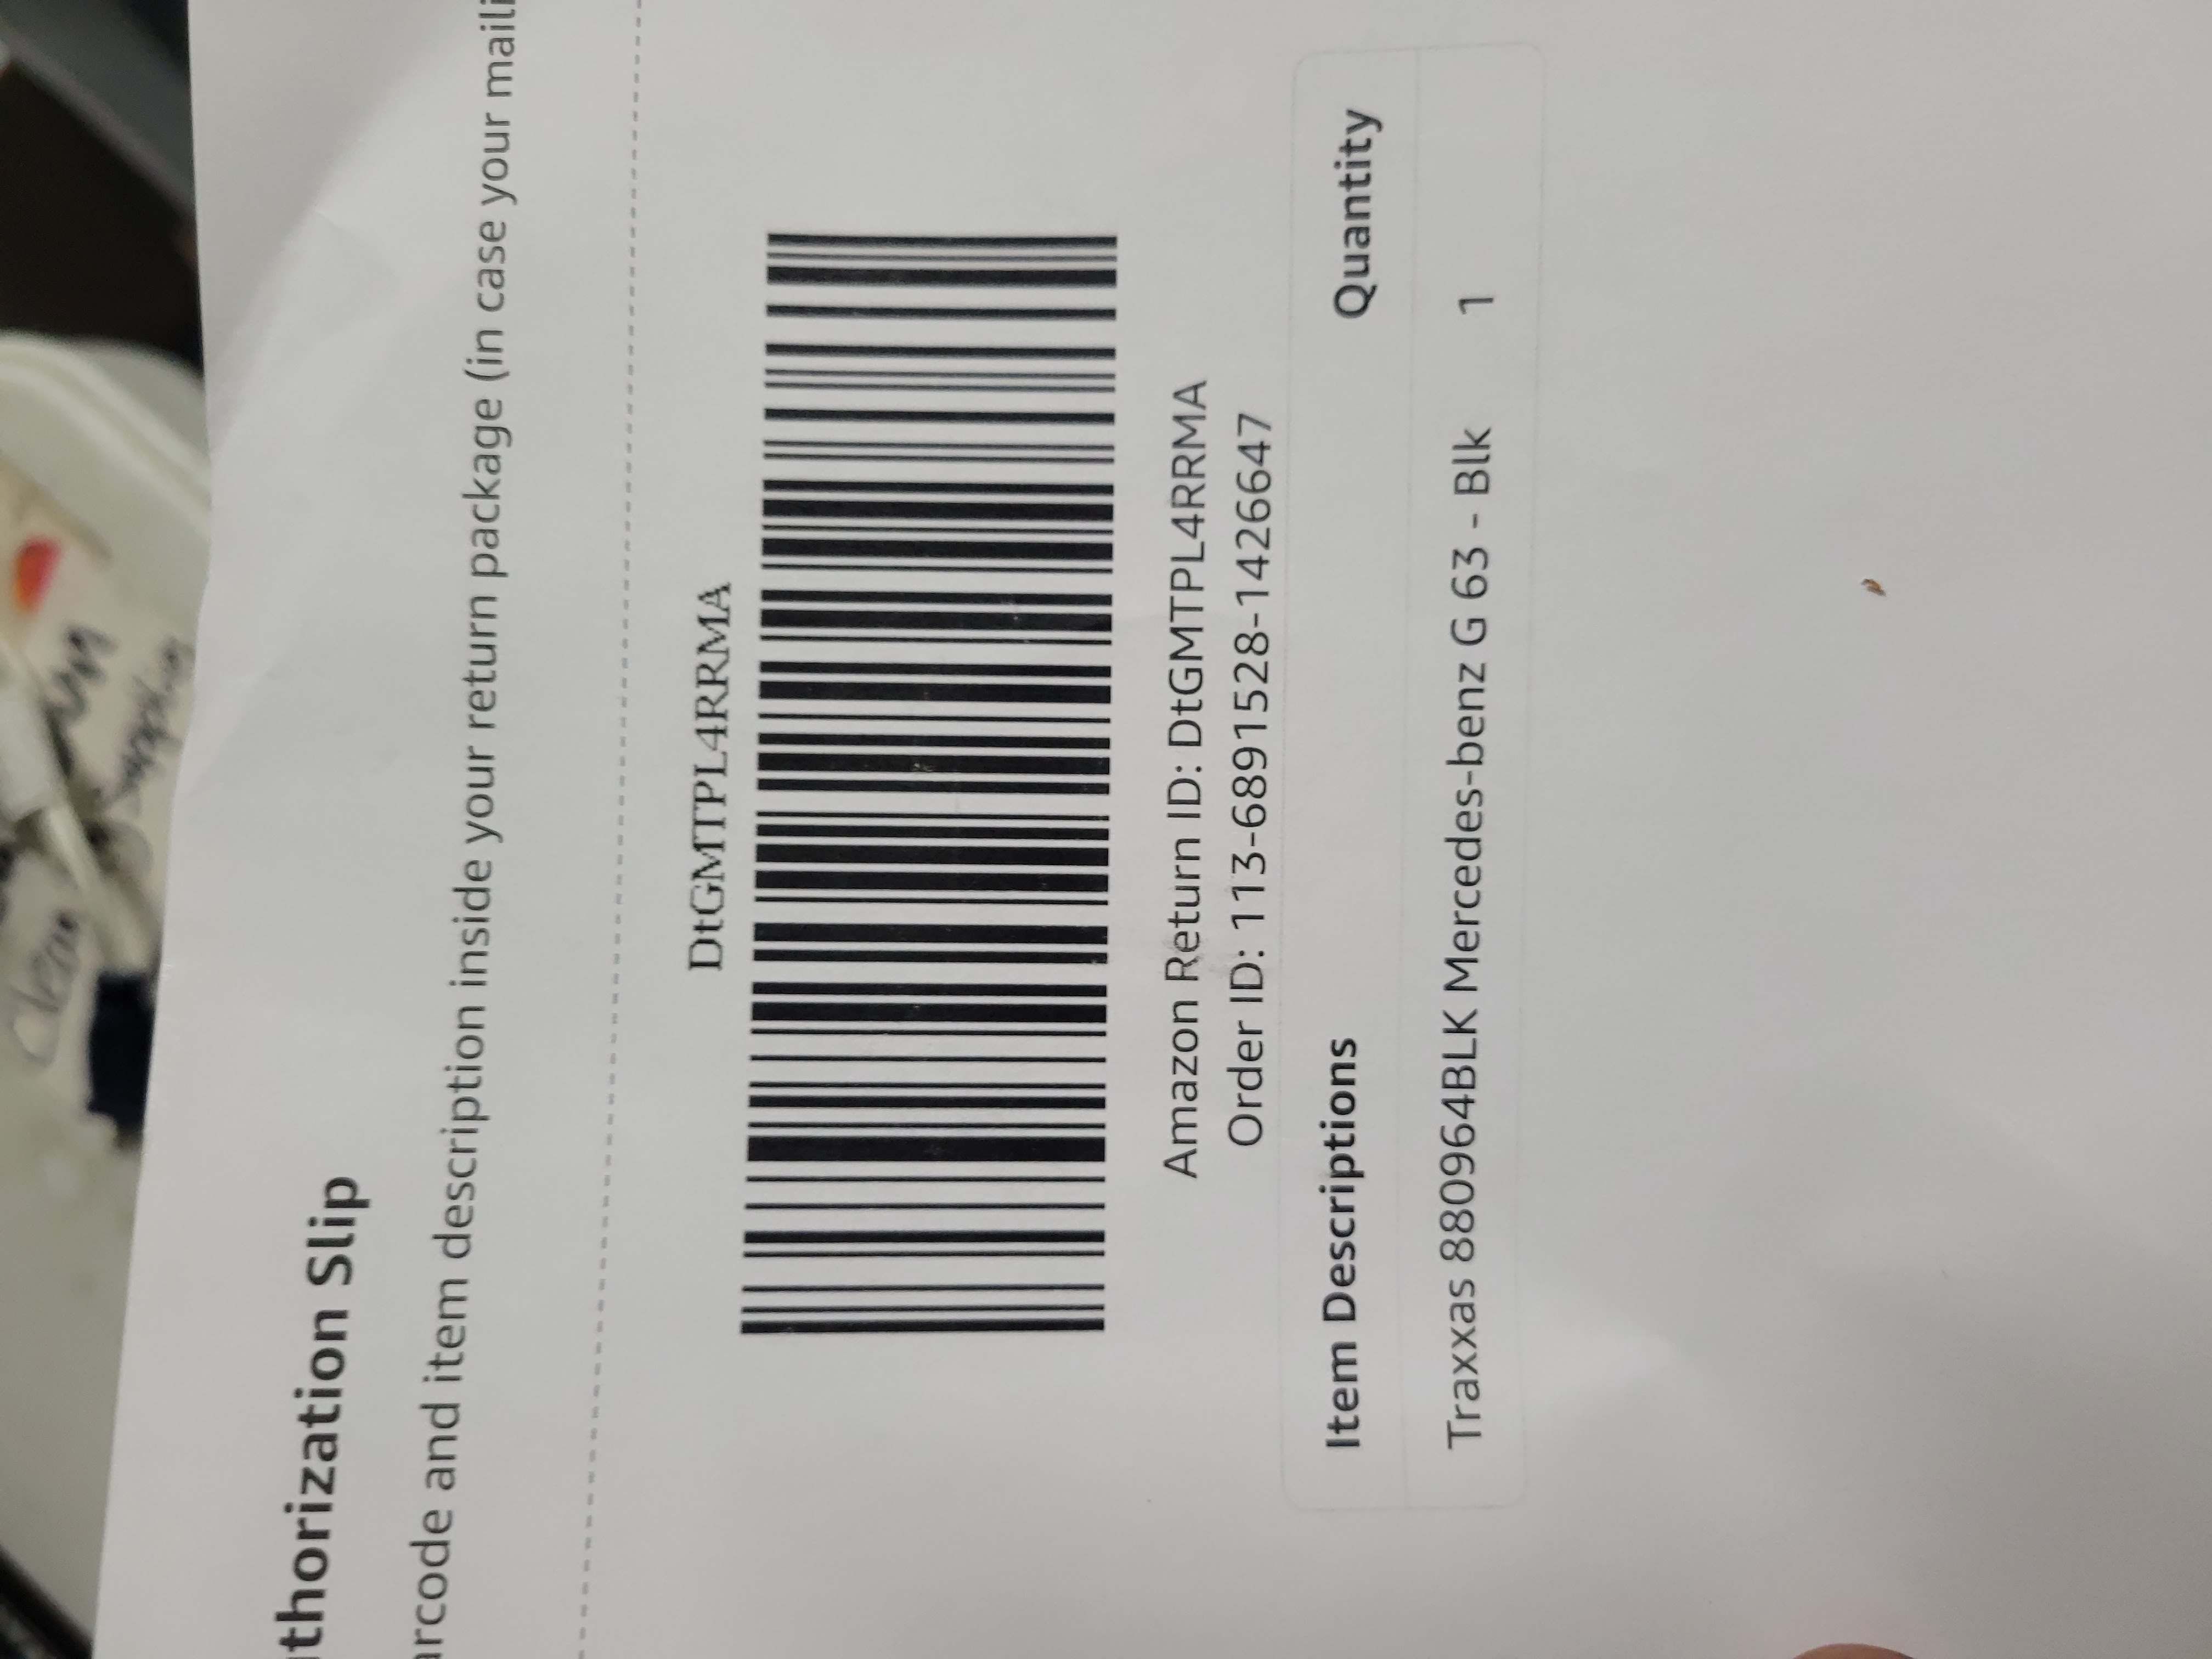 thorization Slip
arcode and item description inside your return package (in case your maili
DtGMTPL4RRMA
Amazon Return ID: DtGMTPL4RRMA
Order ID: 113-6891528-1426647
Item Descriptions Quantity
Traxxas 880964BLK Mercedes-benz G 63 - Blk 1
clean